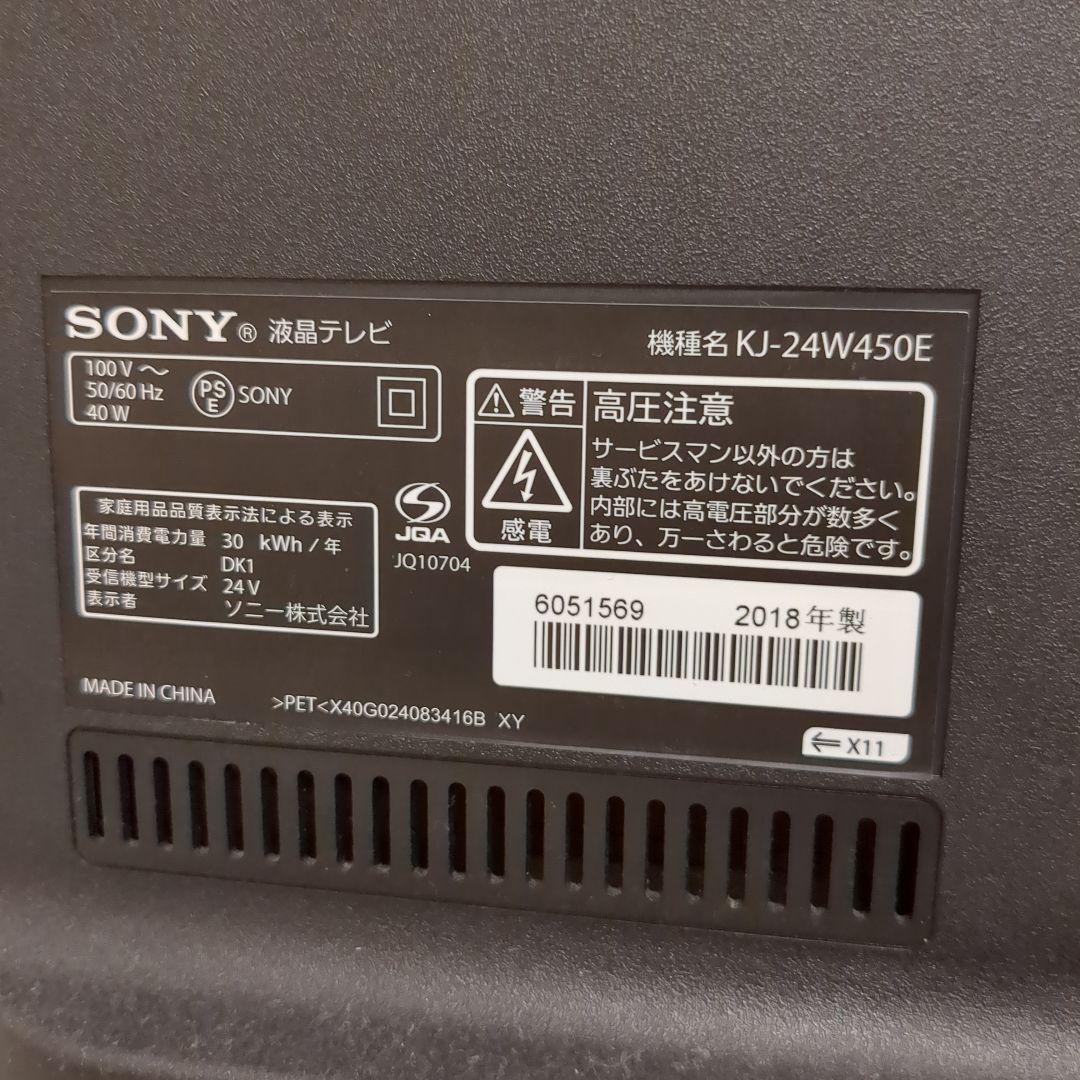 SONY® 液晶テレビ
機種名 KJ-24W450E
100 V ～
50/60 Hz
40 W
PS
E
SONY
警告
感電
高圧注意
サービスマン以外の方は
裏ぶたをあけないでください。
内部には高電圧部分が数多く
あり、万一さわると危険です。
家庭用品品質表示法による表示
年間消費電力量 30 kWh / 年
区分名 DK1
受信機型サイズ 24 V
表示者 ソニー株式会社
JQA
JQ10704
6051569 2018年製
MADE IN CHINA
>PET<X40G024083416B XY
⇐ X11